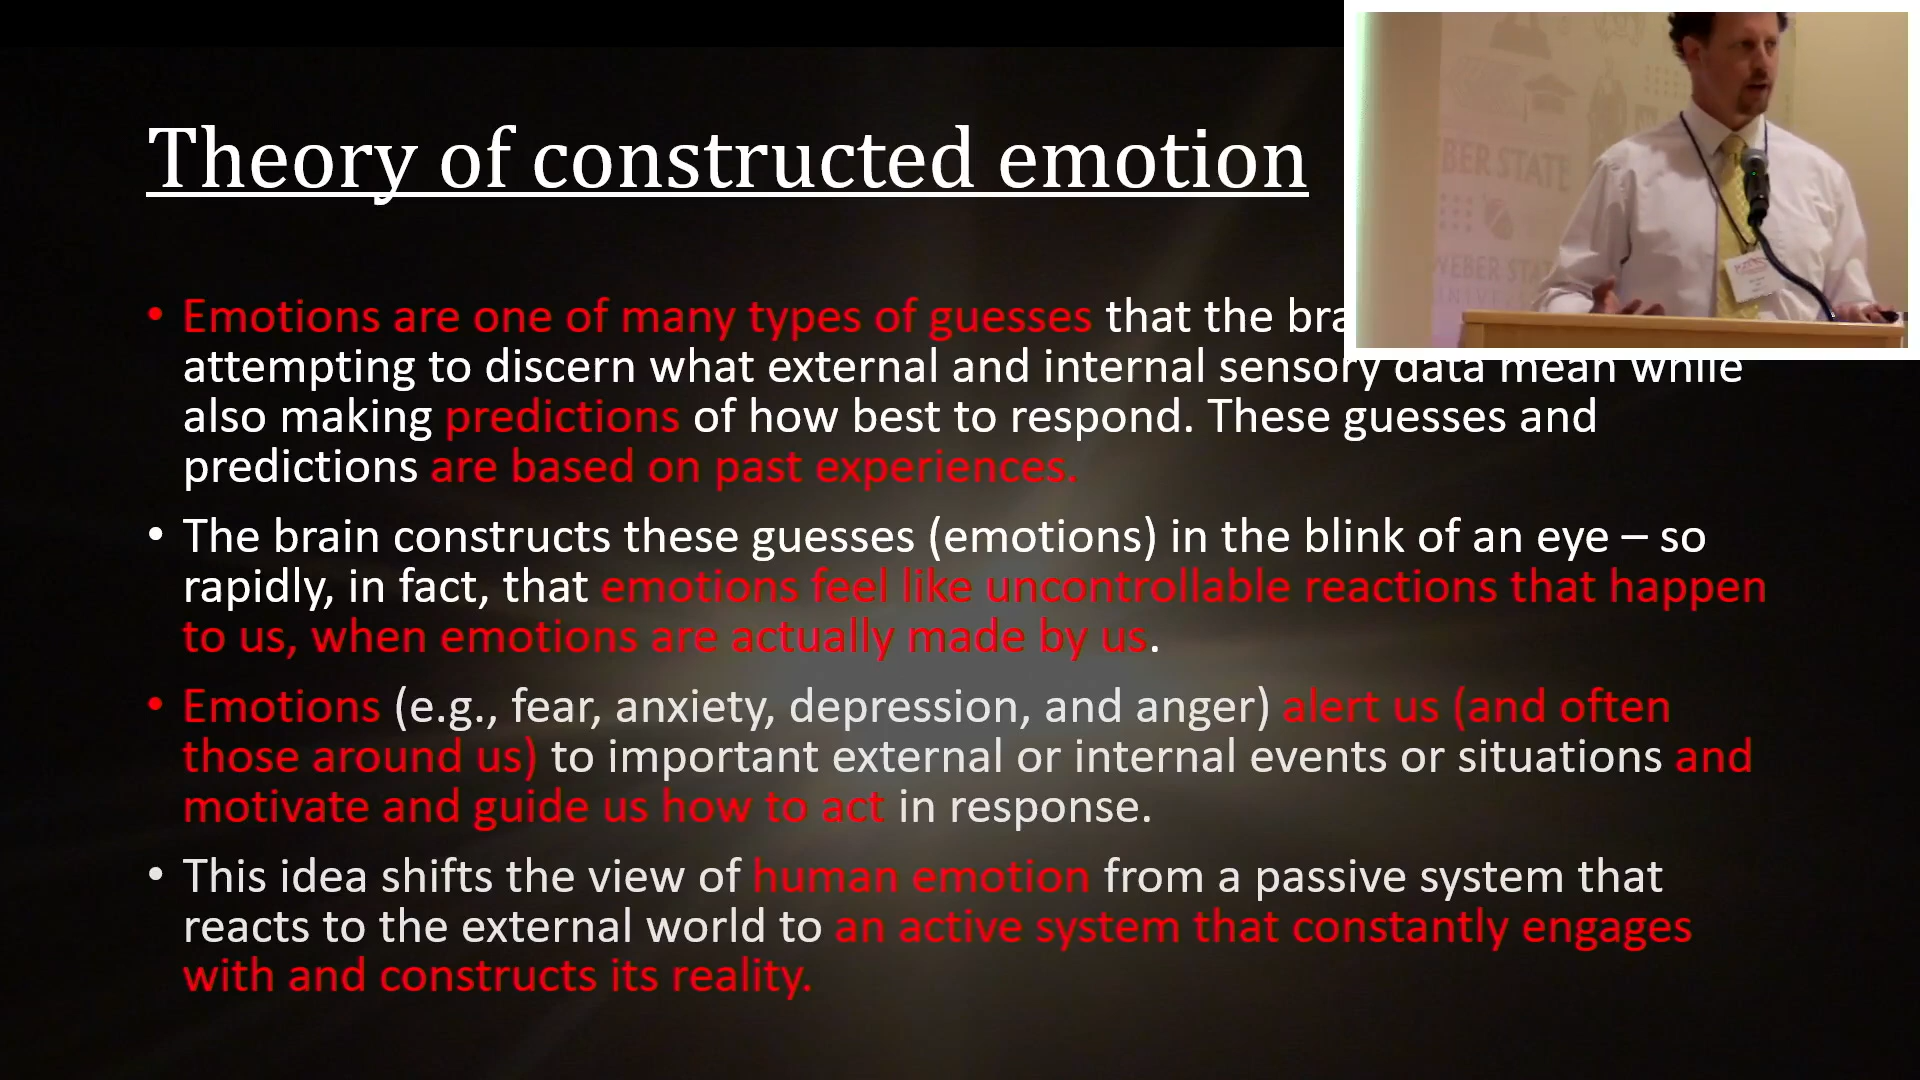 Theory of constructed emotion
• Emotions are one of many types of guesses that the bra
attempting to discern what external and internal sensory data mean while
also making predictions of how best to respond. These guesses and
predictions are based on past experiences.
• The brain constructs these guesses (emotions) in the blink of an eye – so
rapidly, in fact, that emotions feel like uncontrollable reactions that happen
to us, when emotions are actually made by us.
• Emotions (e.g., fear, anxiety, depression, and anger) alert us (and often
those around us) to important external or internal events or situations and
motivate and guide us how to act in response.
• This idea shifts the view of human emotion from a passive system that
reacts to the external world to an active system that constantly engages
with and constructs its reality.
BER STATE
WEBER STAT